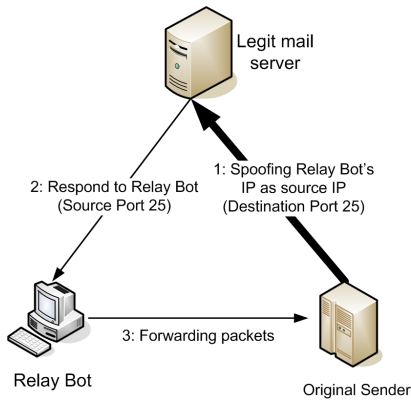 Legit mail
server
1: Spoofing Relay Bot's
IP as source IP
(Destination Port 25)
2: Respond to Relay Bot
(Source Port 25)
3: Forwarding packets
Relay Bot
Original Sender